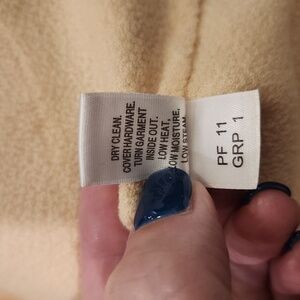 DRY CLEAN.
COVER HARDWARE.
TURN GARMENT
INSIDE OUT.
LOW HEAT.
LOW MOISTURE.
LOW STEAM.
PF 11
GRP 1